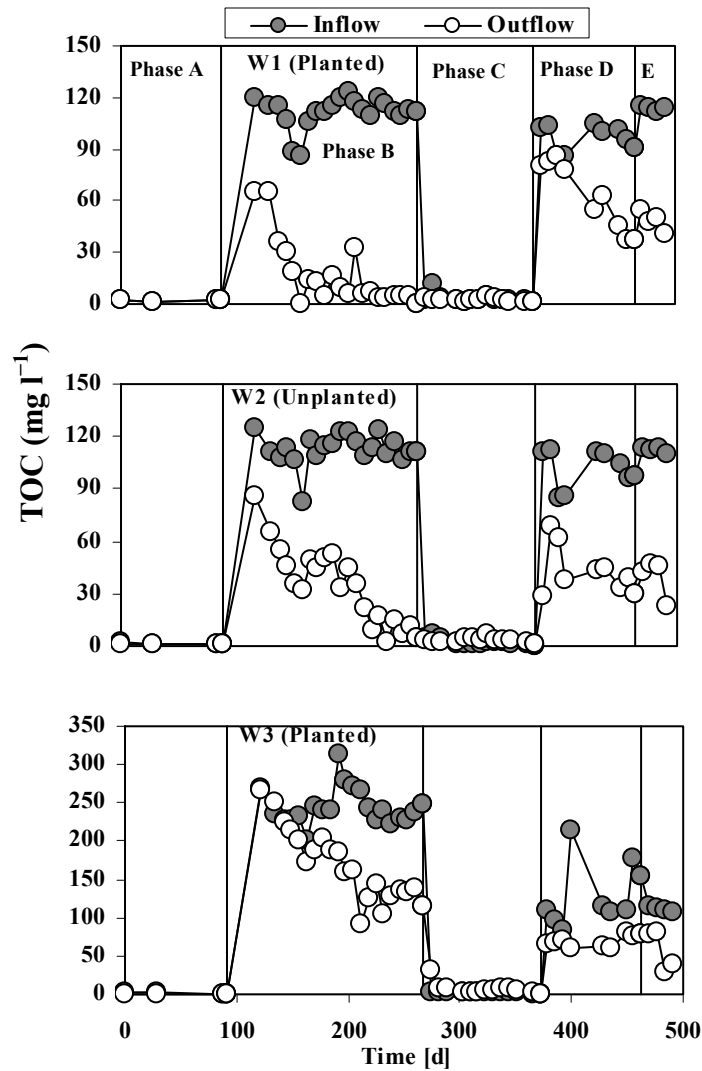 Inflow Outflow
150
120
90
60
30
0
Phase A
W1 (Planted)
Phase B
Phase C
Phase D
E
150
120
90
60
30
0
W2 (Unplanted)
TOC (mg l⁻¹)
350
300
250
200
150
100
50
0
W3 (Planted)
0 100 200 300 400 500
Time [d]